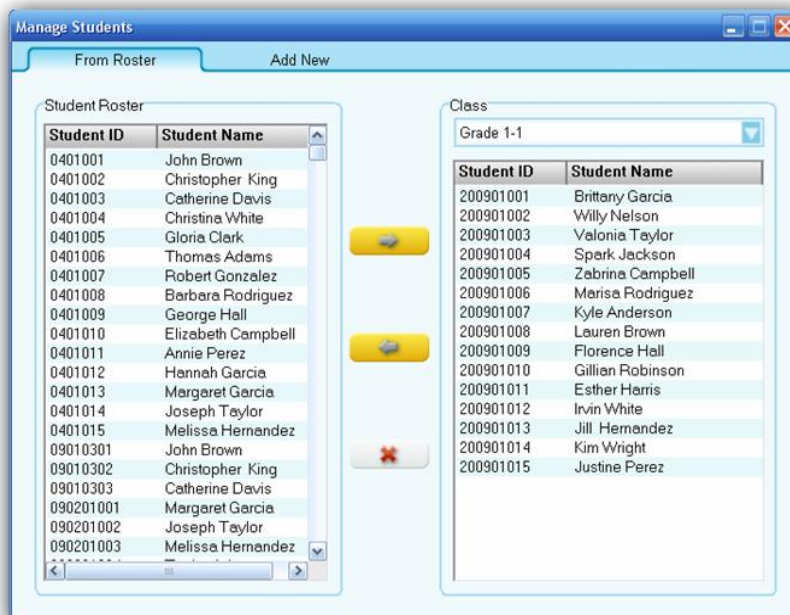 Manage Students
From Roster
Add New
Student Roster
Student ID Student Name
0401001 John Brown
0401002 Christopher King
0401003 Catherine Davis
0401004 Christina White
0401005 Gloria Clark
0401006 Thomas Adams
0401007 Robert Gonzalez
0401008 Barbara Rodriguez
0401009 George Hall
0401010 Elizabeth Campbell
0401011 Annie Perez
0401012 Hannah Garcia
0401013 Margaret Garcia
0401014 Joseph Taylor
0401015 Melissa Hernandez
09010301 John Brown
09010302 Christopher King
09010303 Catherine Davis
090201001 Margaret Garcia
090201002 Joseph Taylor
090201003 Melissa Hernandez
Class
Grade 1-1
Student ID Student Name
200901001 Brittany Garcia
200901002 Willy Nelson
200901003 Valonia Taylor
200901004 Spark Jackson
200901005 Zabrina Campbell
200901006 Marisa Rodriguez
200901007 Kyle Anderson
200901008 Lauren Brown
200901009 Florence Hall
200901010 Gillian Robinson
200901011 Esther Harris
200901012 Irvin White
200901013 Jill Hernandez
200901014 Kim Wright
200901015 Justine Perez